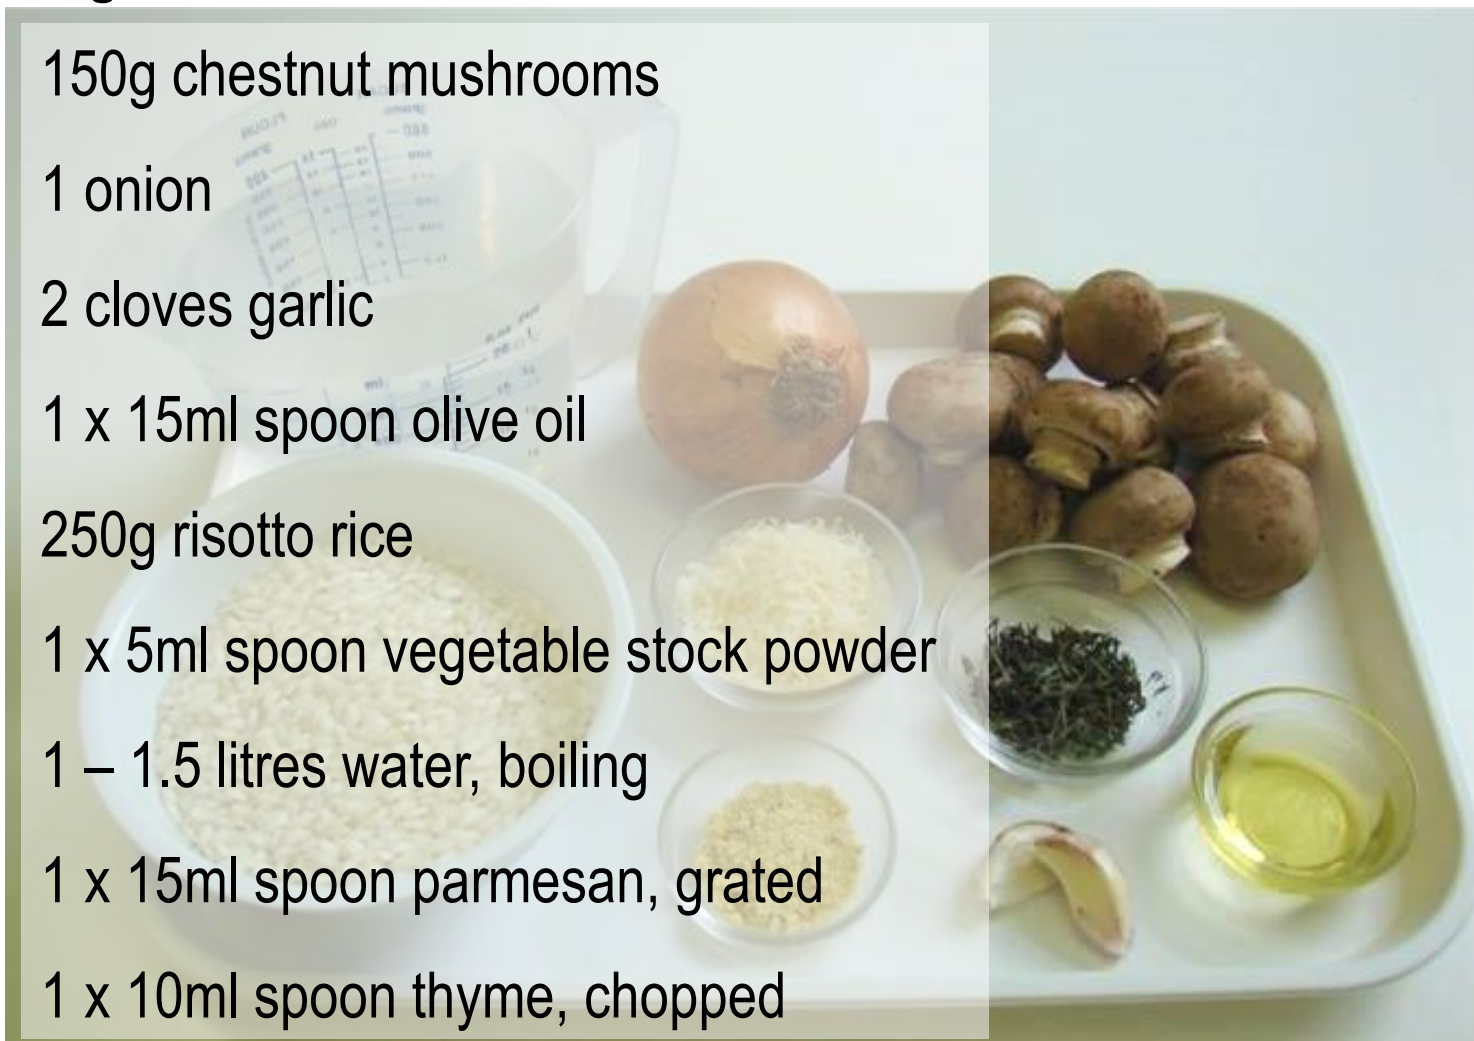 150g chestnut mushrooms
1 onion
2 cloves garlic
1 x 15ml spoon olive oil
250g risotto rice
1 x 5ml spoon vegetable stock powder
1 – 1.5 litres water, boiling
1 x 15ml spoon parmesan, grated
1 x 10ml spoon thyme, chopped